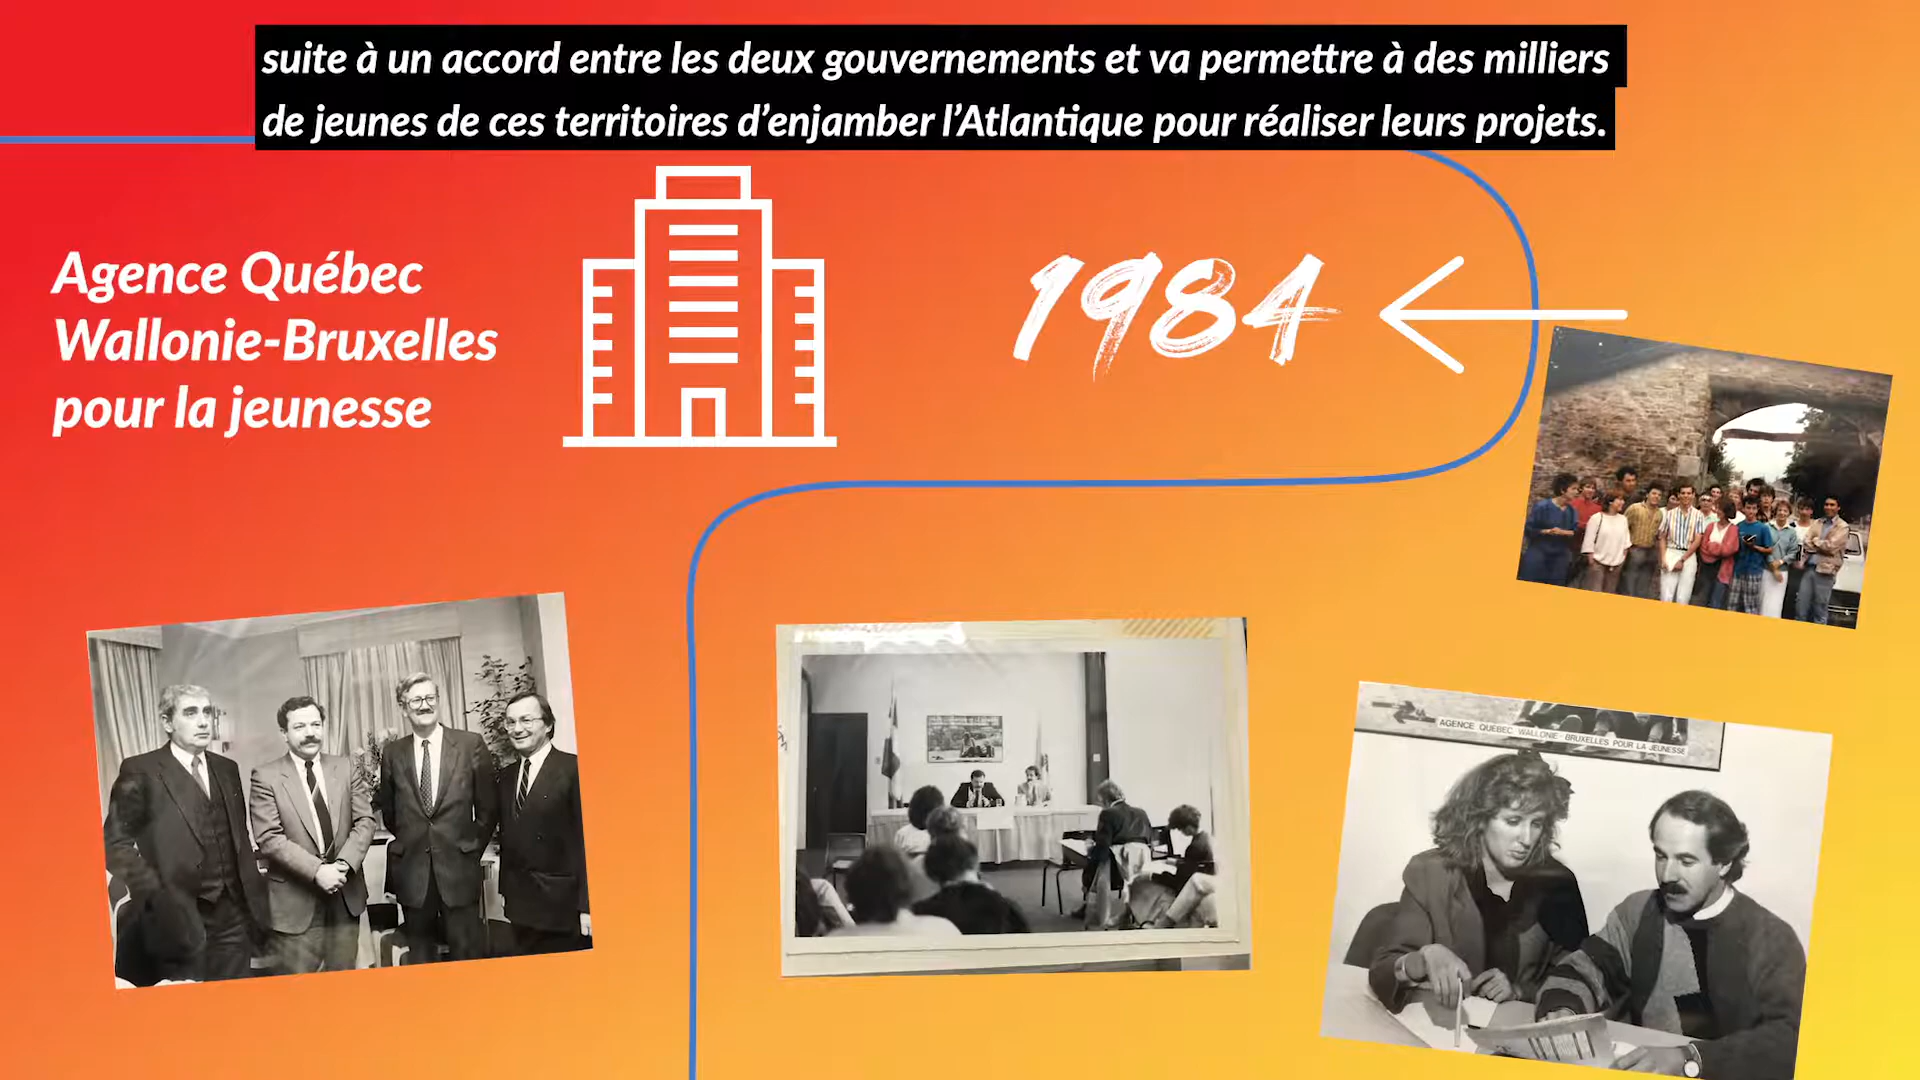 suite à un accord entre les deux gouvernements et va permettre à des milliers
de jeunes de ces territoires d’enjamber l’Atlantique pour réaliser leurs projets.
Agence Québec
Wallonie-Bruxelles
pour la jeunesse
1984
AGENCE QUÉBEC WALLONIE-BRUXELLES POUR LA JEUNESSE